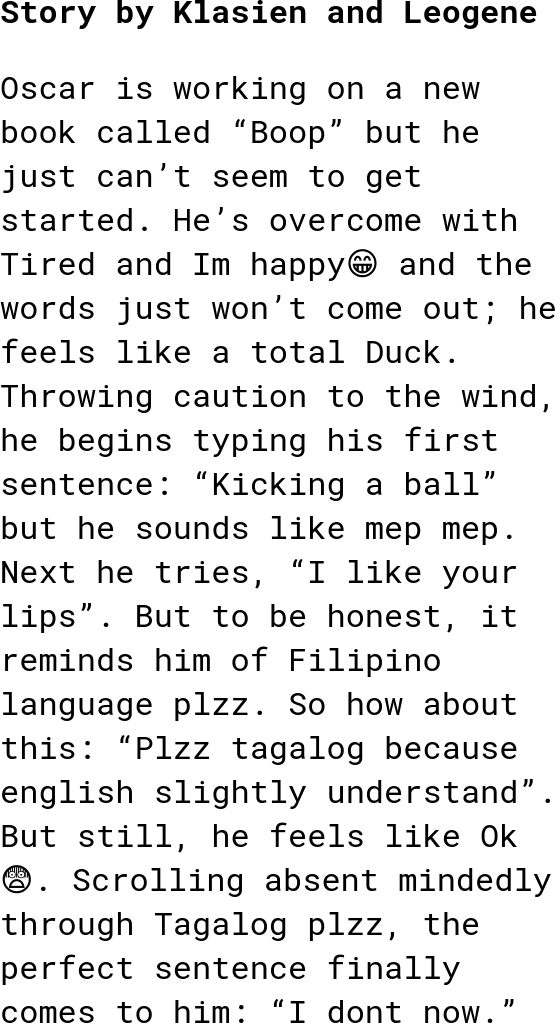 Story by Klasien and Leogene
Oscar is working on a new
book called “Boop” but he
just can’t seem to get
started. He’s overcome with
Tired and Im happy😁 and the
words just won’t come out; he
feels like a total Duck.
Throwing caution to the wind,
he begins typing his first
sentence: “Kicking a ball”
but he sounds like mep mep.
Next he tries, “I like your
lips”. But to be honest, it
reminds him of Filipino
language plzz. So how about
this: “Plzz tagalog because
english slightly understand”.
But still, he feels like Ok
😨. Scrolling absent mindedly
through Tagalog plzz, the
perfect sentence finally
comes to him: “I dont now.”